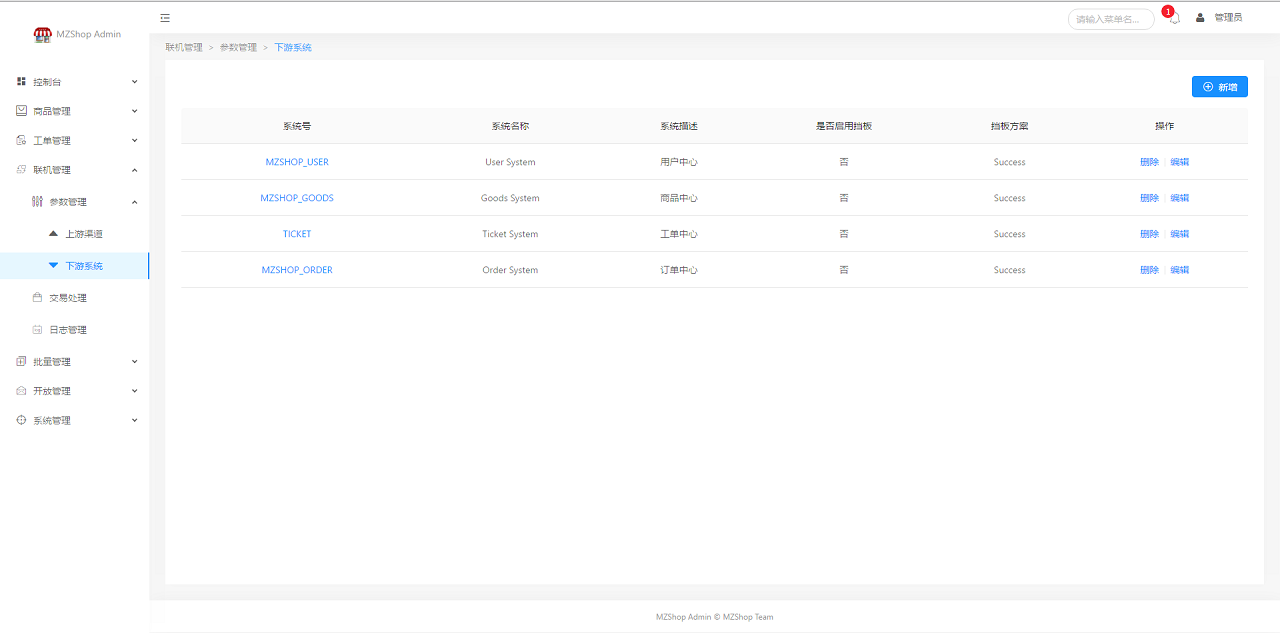 MZShop Admin
控制台
商品管理
工单管理
联机管理
参数管理
上游渠道
下游系统
交易处理
日志管理
批量管理
开放管理
系统管理
请输入菜单名...
1
管理员
联机管理 > 参数管理 > 下游系统
新增
系统号 系统名称 系统描述 是否启用挡板 挡板方案 操作
MZSHOP_USER User System 用户中心 否 Success 删除 编辑
MZSHOP_GOODS Goods System 商品中心 否 Success 删除 编辑
TICKET Ticket System 工单中心 否 Success 删除 编辑
MZSHOP_ORDER Order System 订单中心 否 Success 删除 编辑
MZShop Admin © MZShop Team